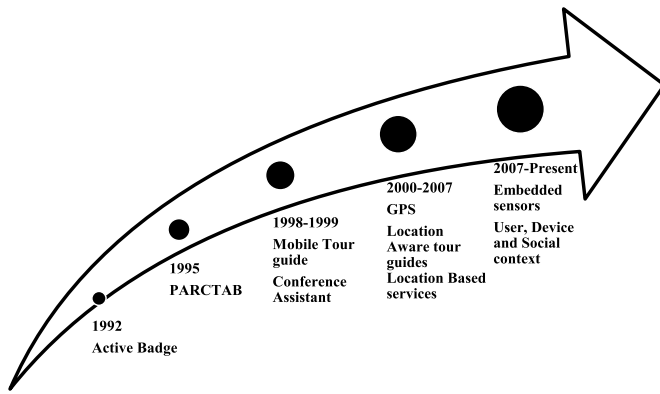 1992
Active Badge
1995
PARCTAB
1998-1999
Mobile Tour
guide
Conference
Assistant
2000-2007
GPS
Location
Aware tour
guides
Location Based
services
2007-Present
Embedded
sensors
User, Device
and Social
context